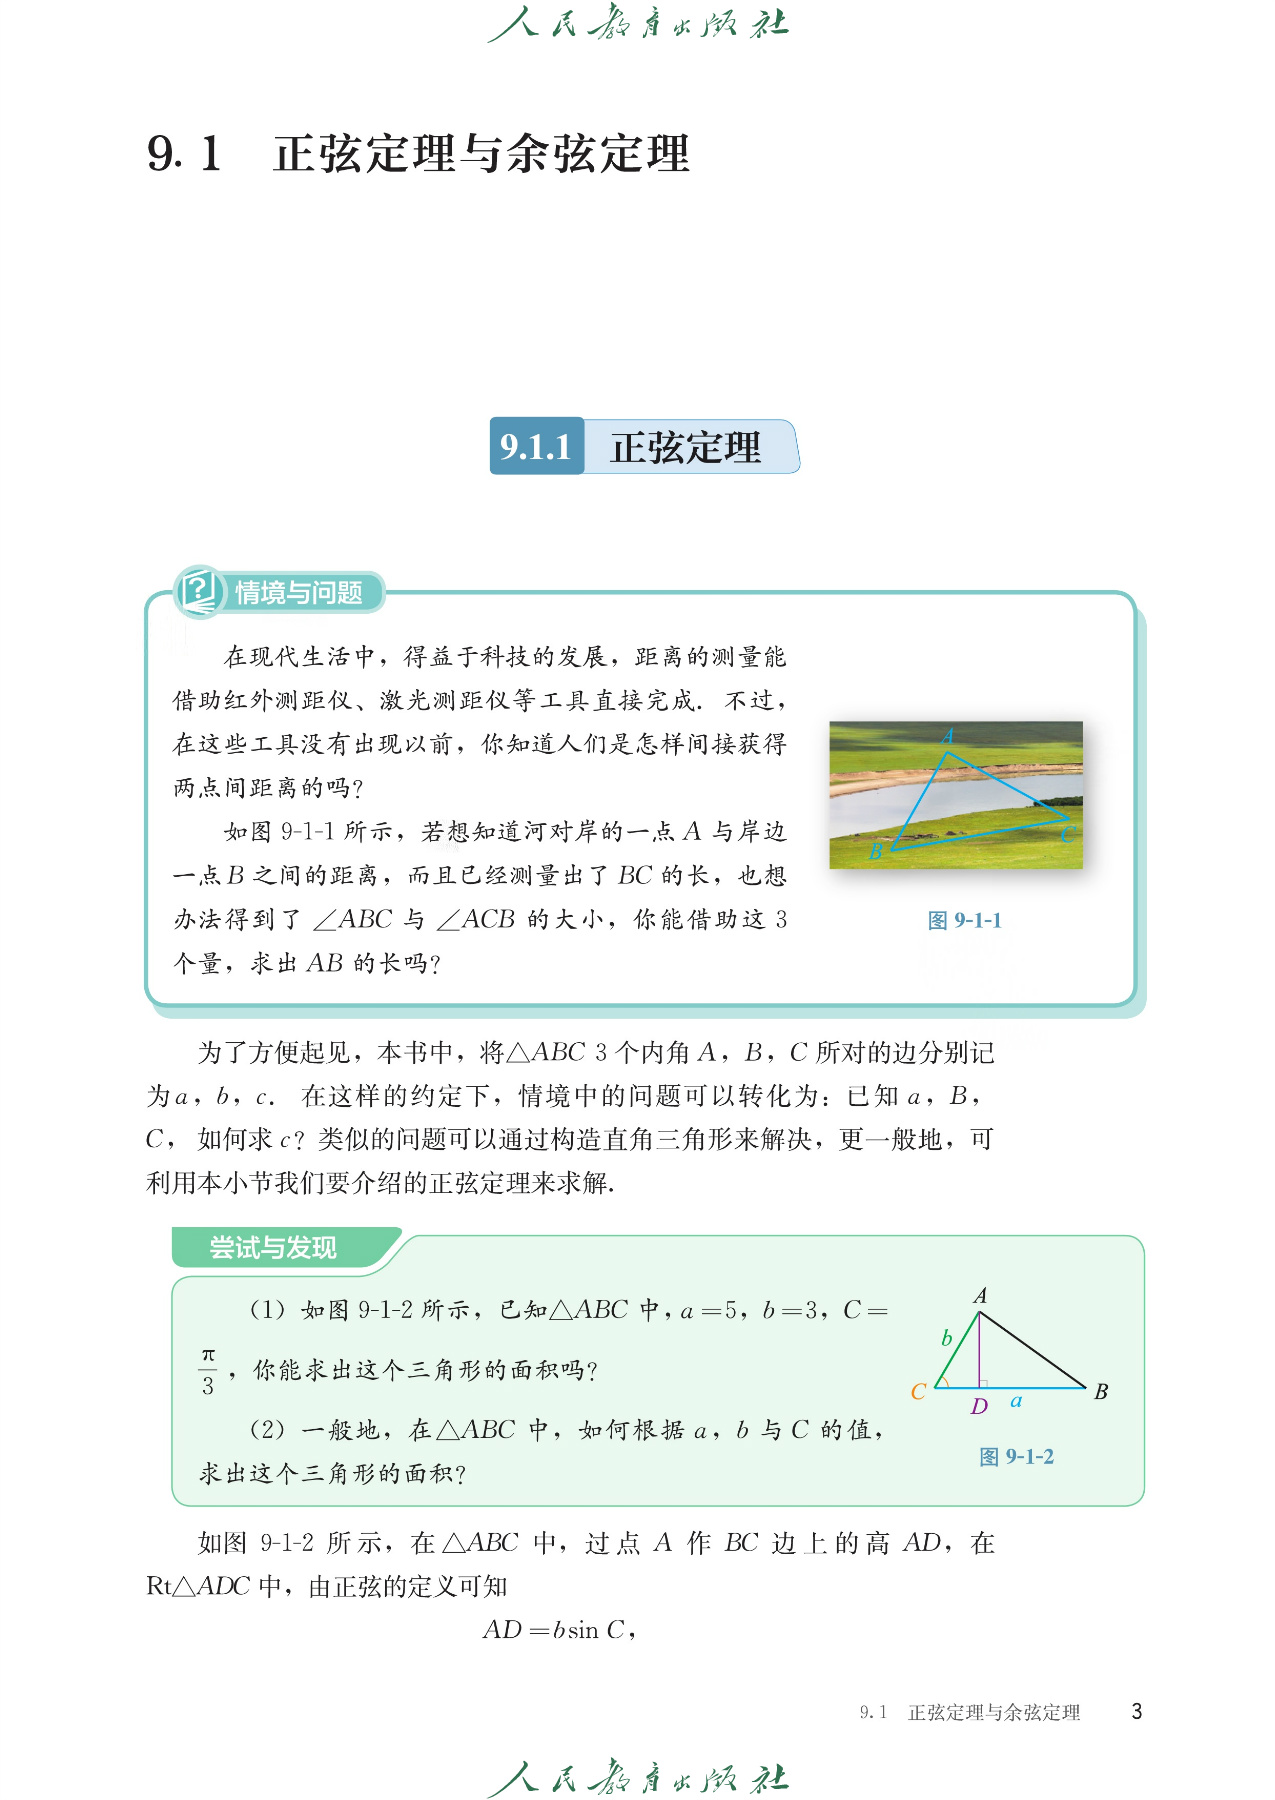 人民教育出版社
9.1 正弦定理与余弦定理
9.1.1 正弦定理
情境与问题
在现代生活中，得益于科技的发展，距离的测量能
借助红外测距仪、激光测距仪等工具直接完成．不过，
在这些工具没有出现以前，你知道人们是怎样间接获得
两点间距离的吗？
如图 9-1-1 所示，若想知道河对岸的一点 A 与岸边
一点 B 之间的距离，而且已经测量出了 BC 的长，也想
办法得到了 ∠ABC 与 ∠ACB 的大小，你能借助这 3
个量，求出 AB 的长吗？
A
B
C
图 9-1-1
为了方便起见，本书中，将△ABC 3 个内角 A，B，C 所对的边分别记
为 a，b，c．在这样的约定下，情境中的问题可以转化为：已知 a，B，
C，如何求 c？类似的问题可以通过构造直角三角形来解决，更一般地，可
利用本小节我们要介绍的正弦定理来求解．
尝试与发现
（1）如图 9-1-2 所示，已知△ABC 中，a＝5，b＝3，C＝
π/3，你能求出这个三角形的面积吗？
（2）一般地，在△ABC 中，如何根据 a，b 与 C 的值，
求出这个三角形的面积？
A
b
C
D
a
B
图 9-1-2
如图 9-1-2 所示，在△ABC 中，过点 A 作 BC 边上的高 AD，在
Rt△ADC 中，由正弦的定义可知
AD＝bsin C，
9.1 正弦定理与余弦定理 3
人民教育出版社